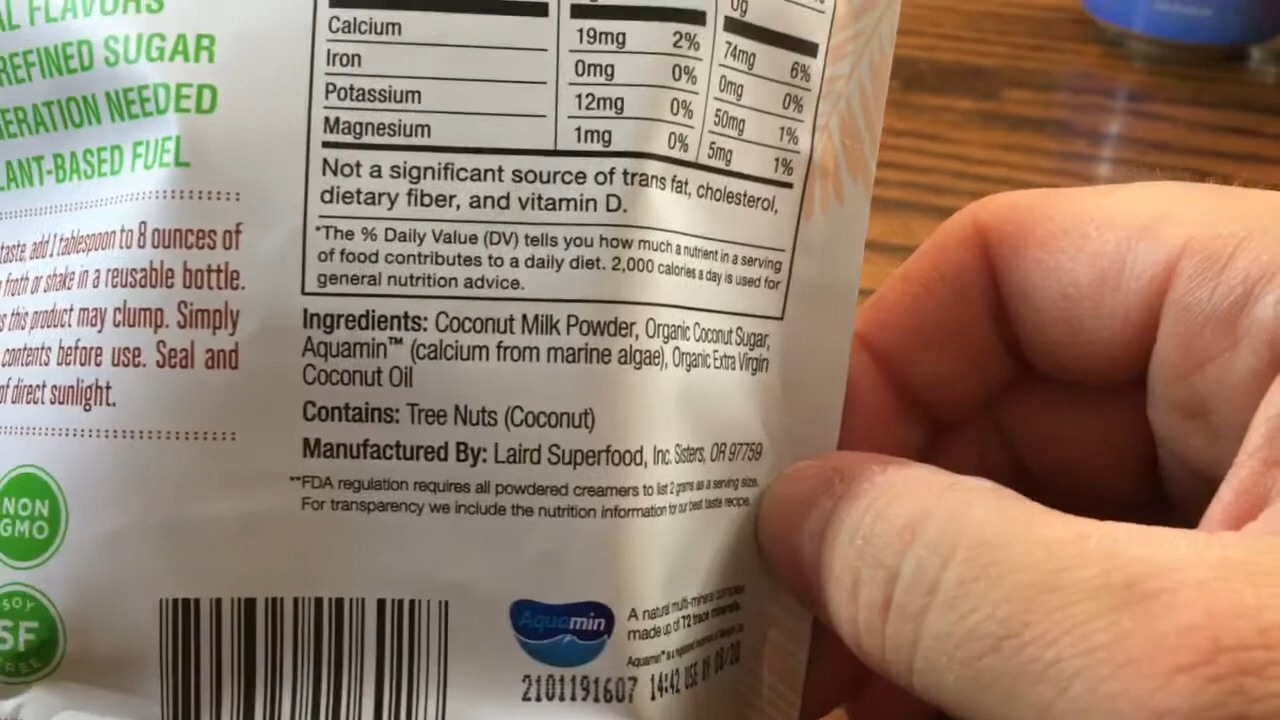 AL FLAVORS
REFINED SUGAR
ERATION NEEDED
LANT-BASED FUEL
taste, add 1 tablespoon to 8 ounces of
froth or shake in a reusable bottle.
this product may clump. Simply
contents before use. Seal and
of direct sunlight.
NON
GMO
SOY
SF
FREE
0g %
Calcium 19mg 2% 74mg 6%
Iron 0mg 0% 0mg 0%
Potassium 12mg 0% 50mg 1%
Magnesium 1mg 0% 5mg 1%
Not a significant source of trans fat, cholesterol,
dietary fiber, and vitamin D.
*The % Daily Value (DV) tells you how much a nutrient in a serving
of food contributes to a daily diet. 2,000 calories a day is used for
general nutrition advice.
Ingredients: Coconut Milk Powder, Organic Coconut Sugar,
Aquamin™ (calcium from marine algae), Organic Extra Virgin
Coconut Oil
Contains: Tree Nuts (Coconut)
Manufactured By: Laird Superfood, Inc. Sisters, OR 97759
**FDA regulation requires all powdered creamers to list 2 grams as a serving size.
For transparency we include the nutrition information for our best taste recipe.
Aquamin
A natural multi-mineral complex
made up of 72 trace minerals.
Aquamin™ is a registered
2101191607 14:42 USE BY 08/20